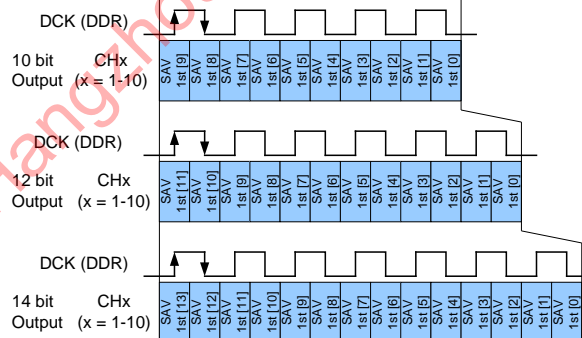 DCK (DDR)
10 bit CHx
Output (x = 1-10)
SAV 1st [9] SAV 1st [8] SAV 1st [7] SAV 1st [6] SAV 1st [5] SAV 1st [4] SAV 1st [3] SAV 1st [2] SAV 1st [1] SAV 1st [0]
DCK (DDR)
12 bit CHx
Output (x = 1-10)
SAV 1st [11] SAV 1st [10] SAV 1st [9] SAV 1st [8] SAV 1st [7] SAV 1st [6] SAV 1st [5] SAV 1st [4] SAV 1st [3] SAV 1st [2] SAV 1st [1] SAV 1st [0]
DCK (DDR)
14 bit CHx
Output (x = 1-10)
SAV 1st [13] SAV 1st [12] SAV 1st [11] SAV 1st [10] SAV 1st [9] SAV 1st [8] SAV 1st [7] SAV 1st [6] SAV 1st [5] SAV 1st [4] SAV 1st [3] SAV 1st [2] SAV 1st [1] SAV 1st [0]